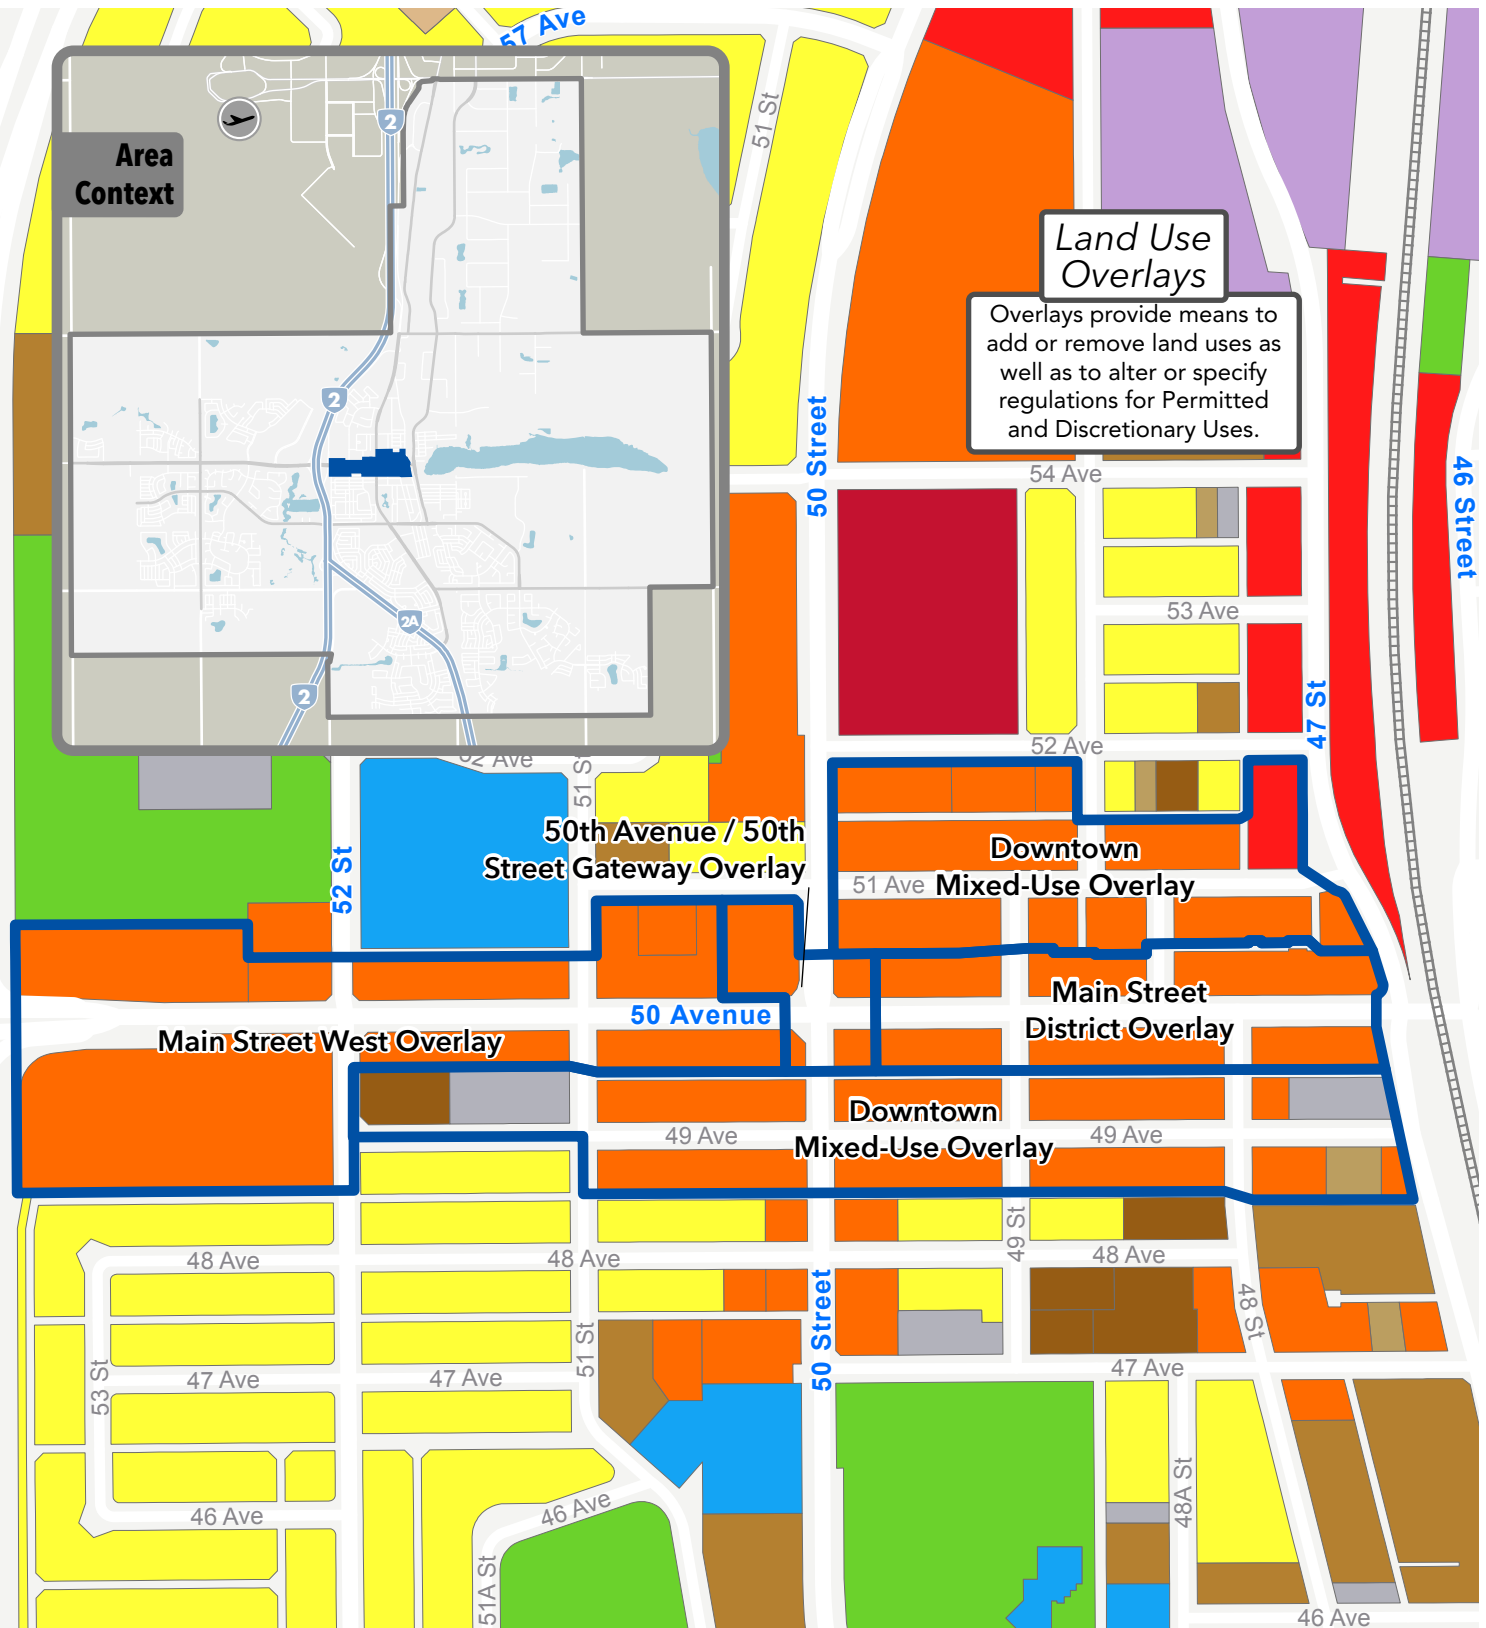 57 Ave
51 St
2
Area
Context
Land Use
Overlays
Overlays provide means to
add or remove land uses as
well as to alter or specify
regulations for Permitted
and Discretionary Uses.
2
50 Street
54 Ave
46 Street
53 Ave
2A
2
47 St
52 Ave
52 Ave
51 St
50th Avenue / 50th
Street Gateway Overlay
Downtown
Mixed-Use Overlay
52 St
51 Ave
Main Street
District Overlay
50 Avenue
Main Street West Overlay
Downtown
Mixed-Use Overlay
49 Ave
49 Ave
49 St
48 Ave
48 Ave
48 Ave
48 St
50 Street
51 St
53 St
47 Ave
47 Ave
47 Ave
48A St
46 Ave
46 Ave
51A St
46 Ave